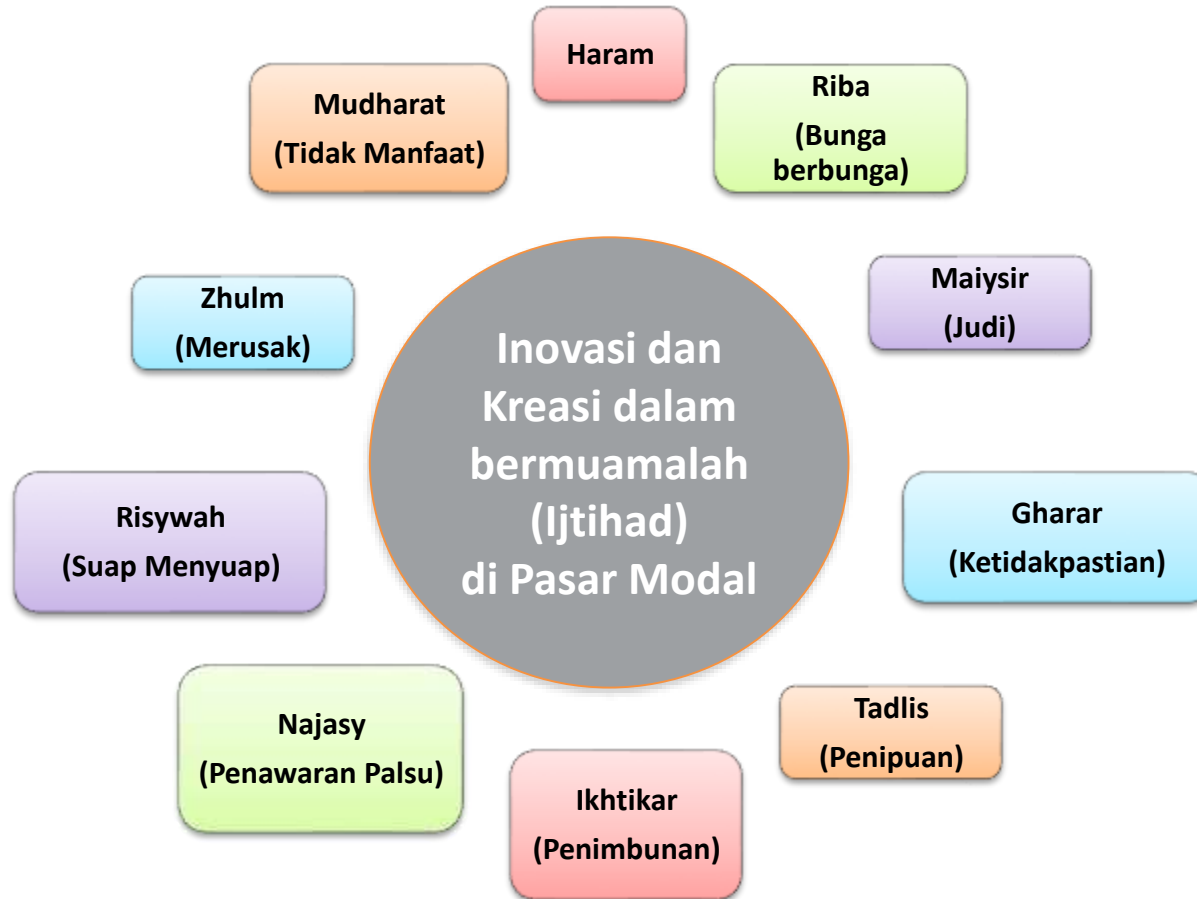 Haram
Riba
(Bunga
berbunga)
Maiysir
(Judi)
Gharar
(Ketidakpastian)
Tadlis
(Penipuan)
Ikhtikar
(Penimbunan)
Najasy
(Penawaran Palsu)
Risywah
(Suap Menyuap)
Zhulm
(Merusak)
Mudharat
(Tidak Manfaat)
Inovasi dan
Kreasi dalam
bermuamalah
(Ijtihad)
di Pasar Modal